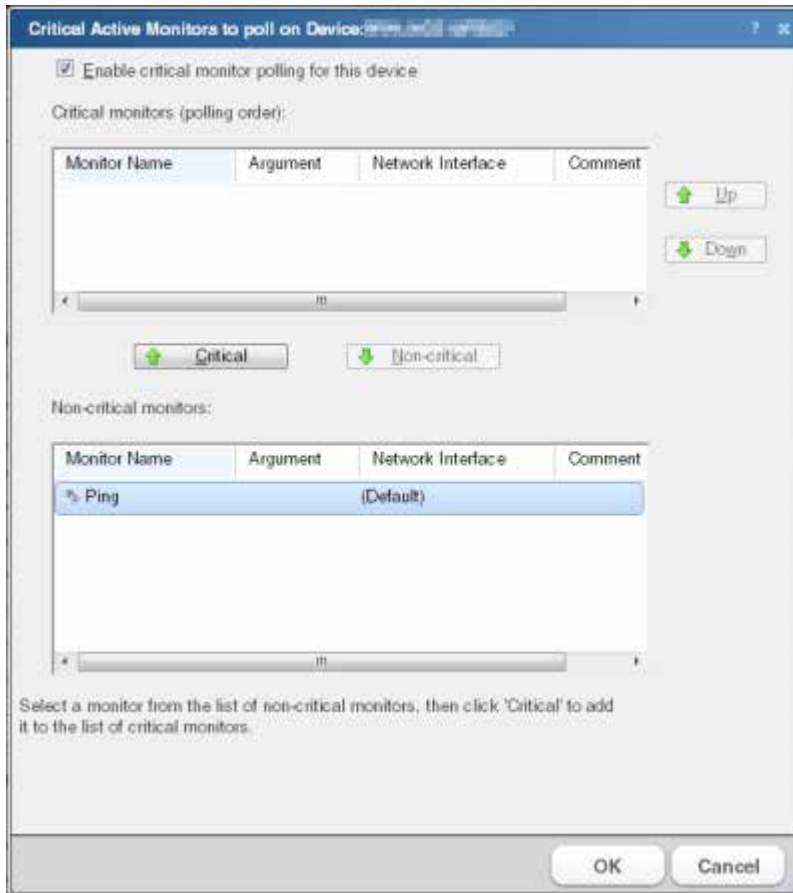 Critical Active Monitors to poll on Device:
? ×
Enable critical monitor polling for this device
Critical monitors (polling order):
Monitor Name Argument Network Interface Comment
Up
Down
Critical Non-critical
Non-critical monitors:
Monitor Name Argument Network Interface Comment
Ping (Default)
Select a monitor from the list of non-critical monitors, then click 'Critical' to add
it to the list of critical monitors.
OK Cancel